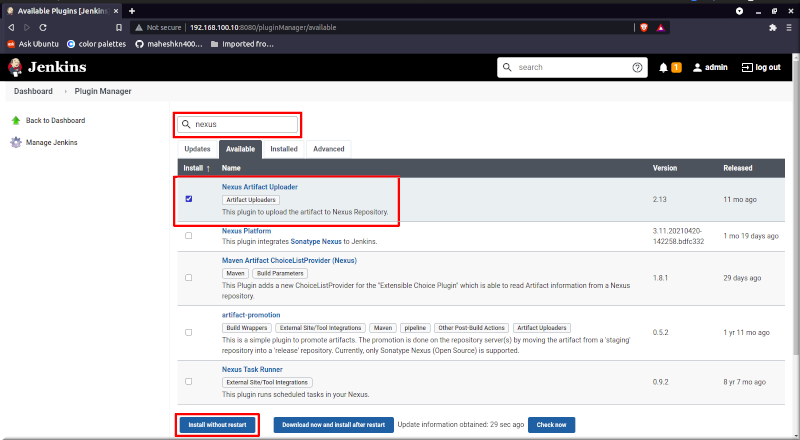 Available Plugins [Jenkins
Not secure | 192.168.100.10:8080/pluginManager/available
Ask Ubuntu
color palettes
maheshkn400...
Imported fro...
Jenkins
search
1
admin
log out
Dashboard
Plugin Manager
Back to Dashboard
Manage Jenkins
nexus
Updates
Available
Installed
Advanced
Install ↑
Name
Version
Released
Nexus Artifact Uploader
Artifact Uploaders
This plugin to upload the artifact to Nexus Repository.
2.13
11 mo ago
Nexus Platform
This plugin integrates Sonatype Nexus to Jenkins.
3.11.20210420-
142258.bdfc332
1 mo 19 days ago
Maven Artifact ChoiceListProvider (Nexus)
Maven
Build Parameters
This Plugin adds a new ChoiceListProvider for the "Extensible Choice Plugin" which is able to read Artifact information from a Nexus
repository.
1.8.1
29 days ago
artifact-promotion
Build Wrappers
External Site/Tool Integrations
Maven
pipeline
Other Post-Build Actions
Artifact Uploaders
This is a simple plugin to promote artifacts. The promotion is done on the repository server(s) by moving the artifact from a 'staging'
repository into a 'release' repository. Currently, only Sonatype Nexus (Open Source) is supported.
0.5.2
1 yr 11 mo ago
Nexus Task Runner
External Site/Tool Integrations
This plugin runs scheduled tasks in your Nexus.
0.9.2
8 yr 7 mo ago
Install without restart
Download now and install after restart
Update information obtained: 29 sec ago
Check now